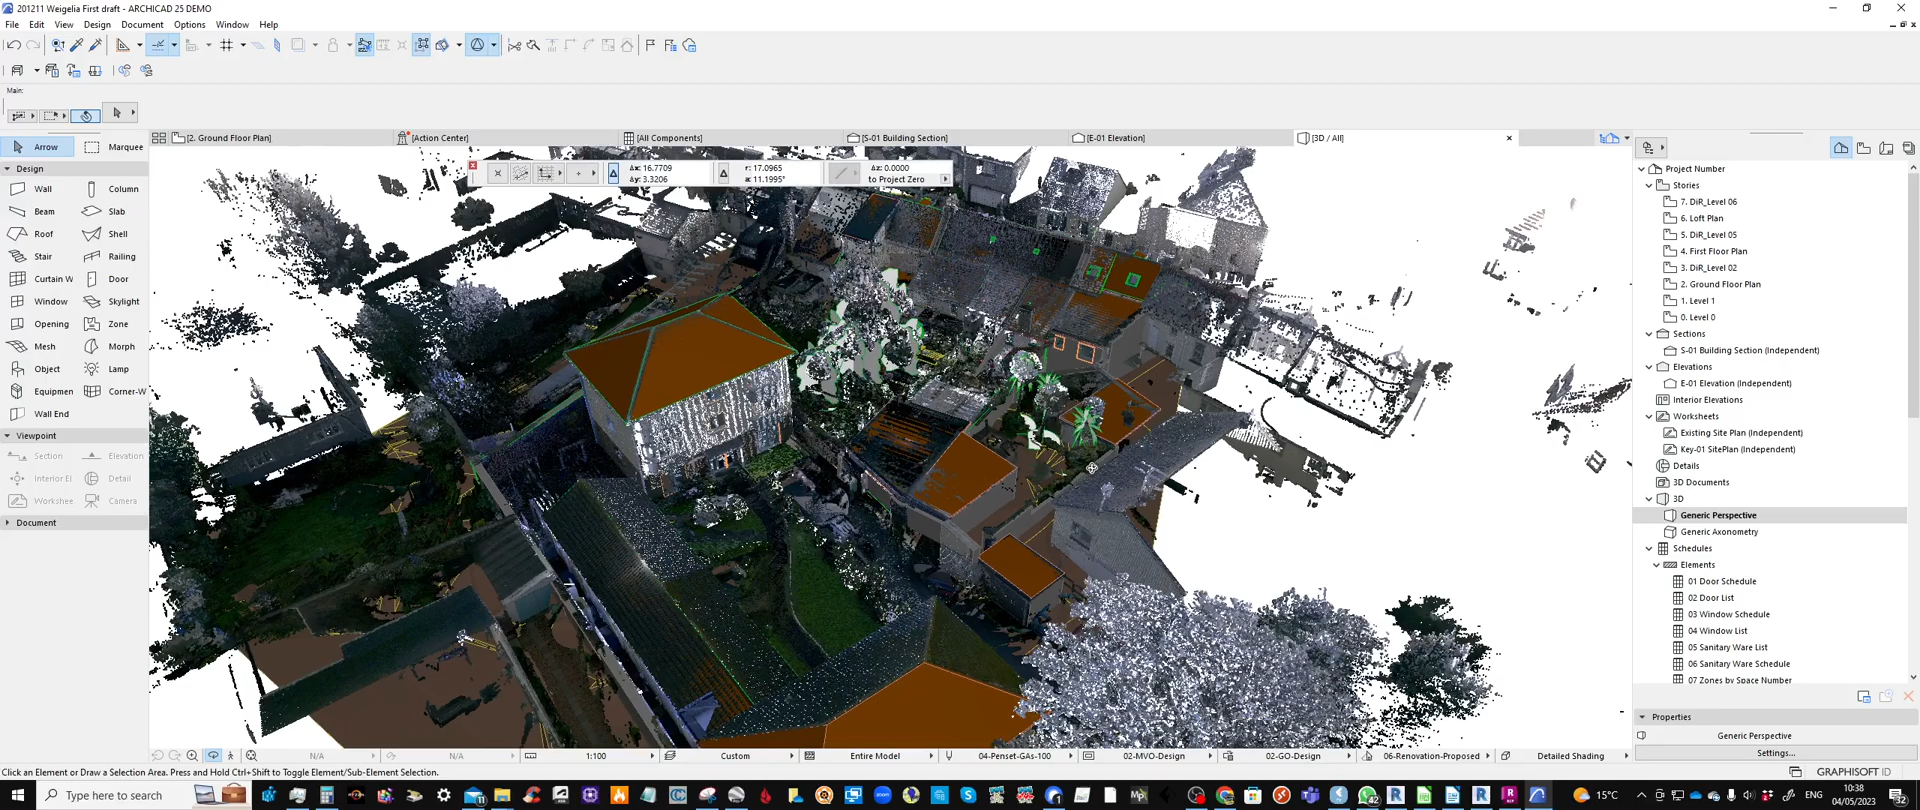 201211 Weigelia First draft - ARCHICAD 25 DEMO
File Edit View Design Document Options Window Help
Main:
[2. Ground Floor Plan] [Action Center] [All Components] [S-01 Building Section] [E-01 Elevation] [3D / All]
Arrow Marquee
Design
Wall Column
Beam Slab
Roof Shell
Stair Railing
Curtain W Door
Window Skylight
Opening Zone
Mesh Morph
Object Lamp
Equipmen Corner-W
Wall End
Viewpoint
Section Elevation
Interior El Detail
Workshee Camera
Document
Δx: 16.7709
Δy: 3.3206
r: 17.0965
a: 11.1995°
Δz: 0.0000
to Project Zero
Project Number
Stories
7. DiR_Level 06
6. Loft Plan
5. DiR_Level 05
4. First Floor Plan
3. DiR_Level 02
2. Ground Floor Plan
1. Level 1
0. Level 0
Sections
S-01 Building Section (Independent)
Elevations
E-01 Elevation (Independent)
Interior Elevations
Worksheets
Existing Site Plan (Independent)
Key-01 SitePlan (Independent)
Details
3D Documents
3D
Generic Perspective
Generic Axonometry
Schedules
Elements
01 Door Schedule
02 Door List
03 Window Schedule
04 Window List
05 Sanitary Ware List
06 Sanitary Ware Schedule
07 Zones by Space Number
Properties
Generic Perspective
Settings...
N/A N/A 1:100 Custom Entire Model 04-Penset-GAs-100 02-MVO-Design 02-GO-Design 06-Renovation-Proposed Detailed Shading
Click an Element or Draw a Selection Area. Press and Hold Ctrl+Shift to Toggle Element/Sub-Element Selection.
GRAPHISOFT ID
Type here to search
15°C
ENG
10:38
04/05/2023